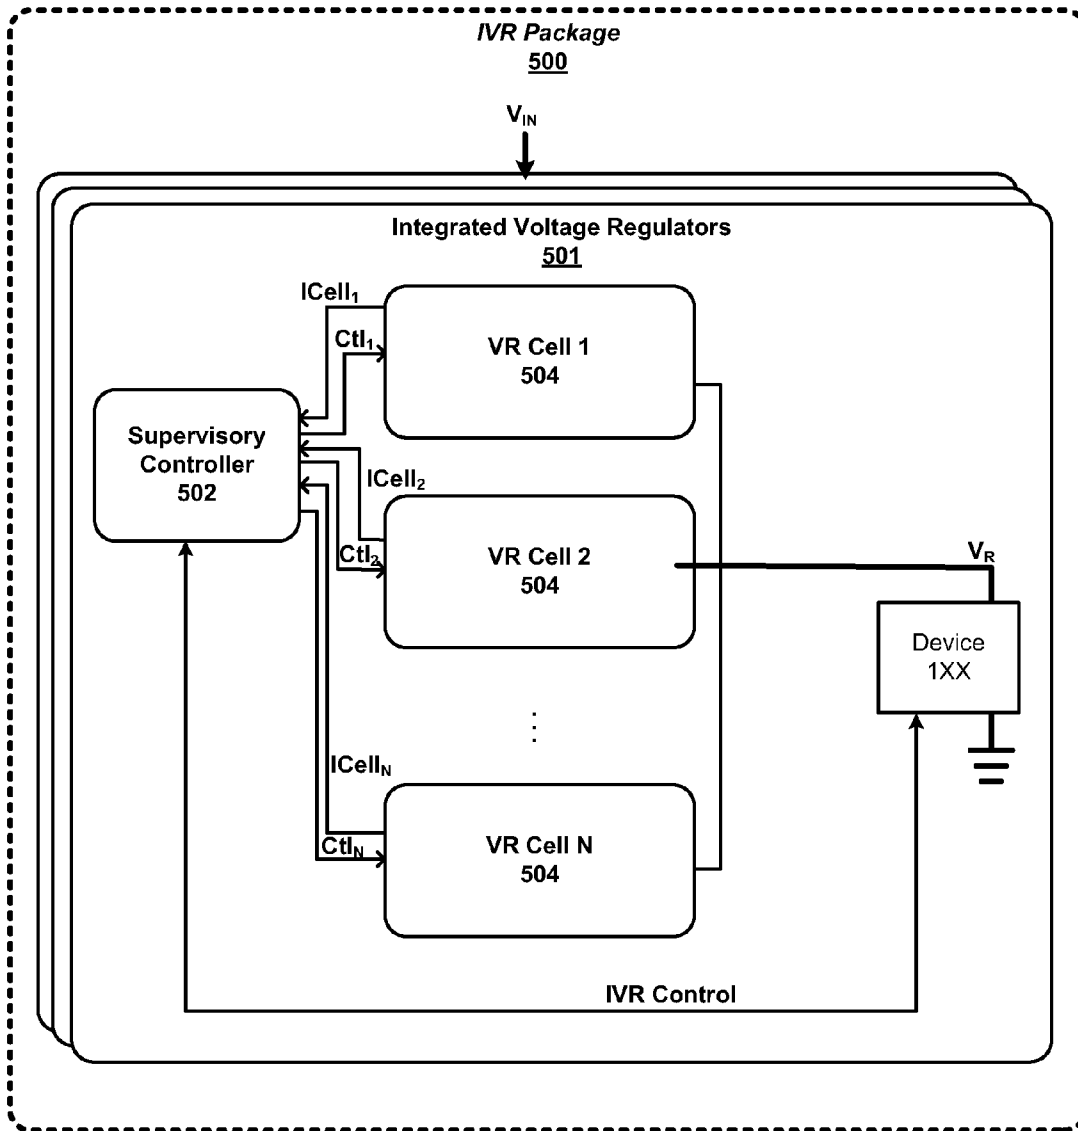 IVR Package
500
V_IN
Integrated Voltage Regulators
501
ICell_1
Ctl_1
VR Cell 1
504
Supervisory
Controller
502
ICell_2
Ctl_2
VR Cell 2
504
V_R
Device
1XX
⋮
ICell_N
Ctl_N
VR Cell N
504
IVR Control